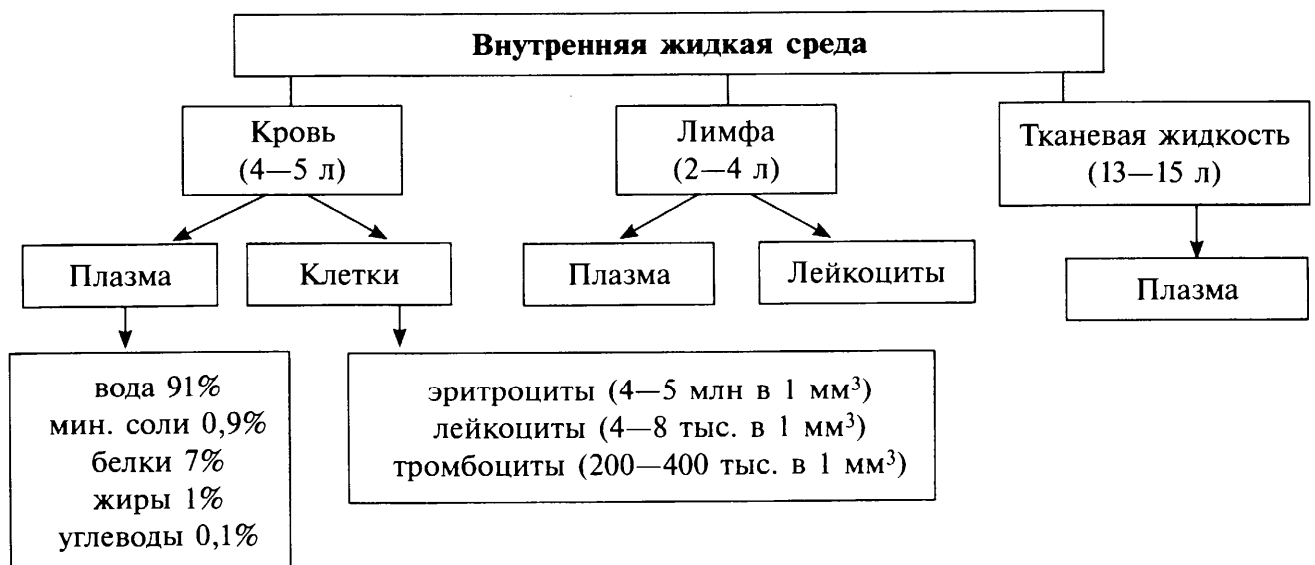 Внутренняя жидкая среда
Кровь
(4—5 л)
Лимфа
(2—4 л)
Тканевая жидкость
(13—15 л)
Плазма
Клетки
Плазма
Лейкоциты
Плазма
вода 91%
мин. соли 0,9%
белки 7%
жиры 1%
углеводы 0,1%
эритроциты (4—5 млн в 1 мм³)
лейкоциты (4—8 тыс. в 1 мм³)
тромбоциты (200—400 тыс. в 1 мм³)